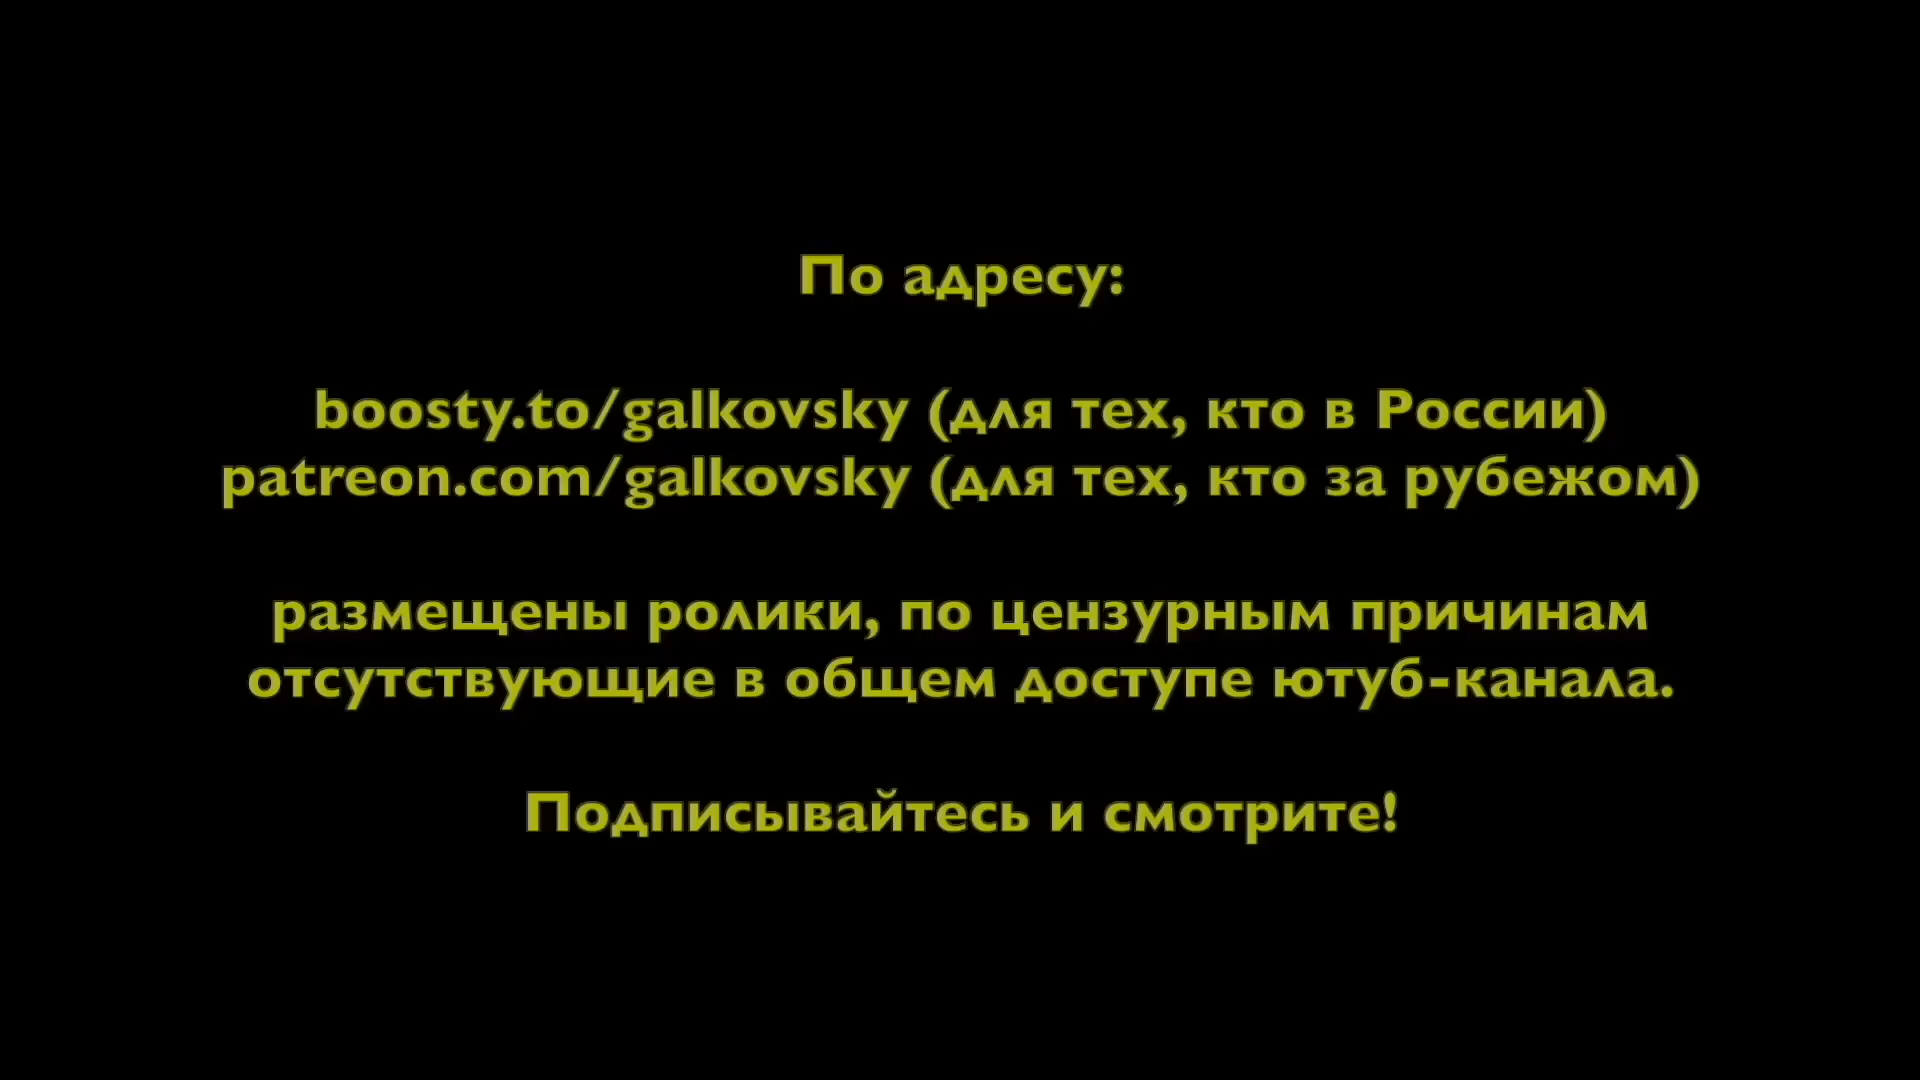 По адресу:
boosty.to/galkovsky (для тех, кто в России)
patreon.com/galkovsky (для тех, кто за рубежом)
размещены ролики, по цензурным причинам
отсутствующие в общем доступе ютуб-канала.
Подписывайтесь и смотрите!